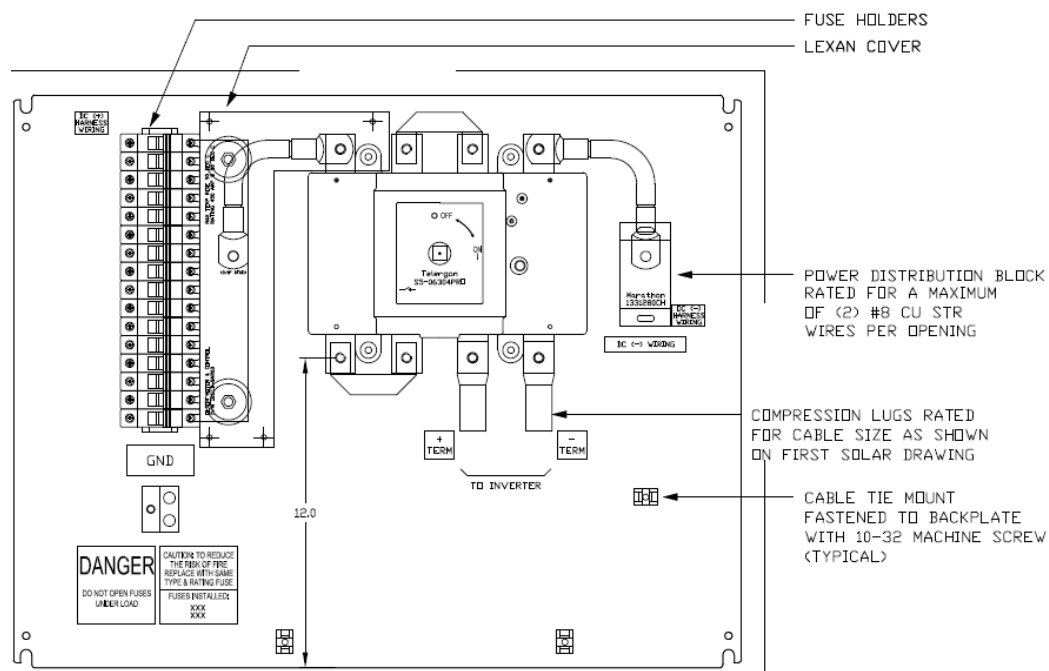 FUSE HOLDERS
LEXAN COVER
DC (+)
HARNESS
WIRING
OFF
ON
Telergon
S5-06304PRO
Marathon
1331280CH
DC (-)
HARNESS
WIRING
DC (-) WIRING
POWER DISTRIBUTION BLOCK
RATED FOR A MAXIMUM
OF (2) #8 CU STR
WIRES PER OPENING
COMPRESSION LUGS RATED
FOR CABLE SIZE AS SHOWN
ON FIRST SOLAR DRAWING
+
TERM
-
TERM
TO INVERTER
GND
12.0
CABLE TIE MOUNT
FASTENED TO BACKPLATE
WITH 10-32 MACHINE SCREW
(TYPICAL)
DANGER
DO NOT OPEN FUSES
UNDER LOAD
CAUTION: TO REDUCE
THE RISK OF FIRE
REPLACE WITH SAME
TYPE & RATING FUSE
FUSES INSTALLED:
XXX
XXX